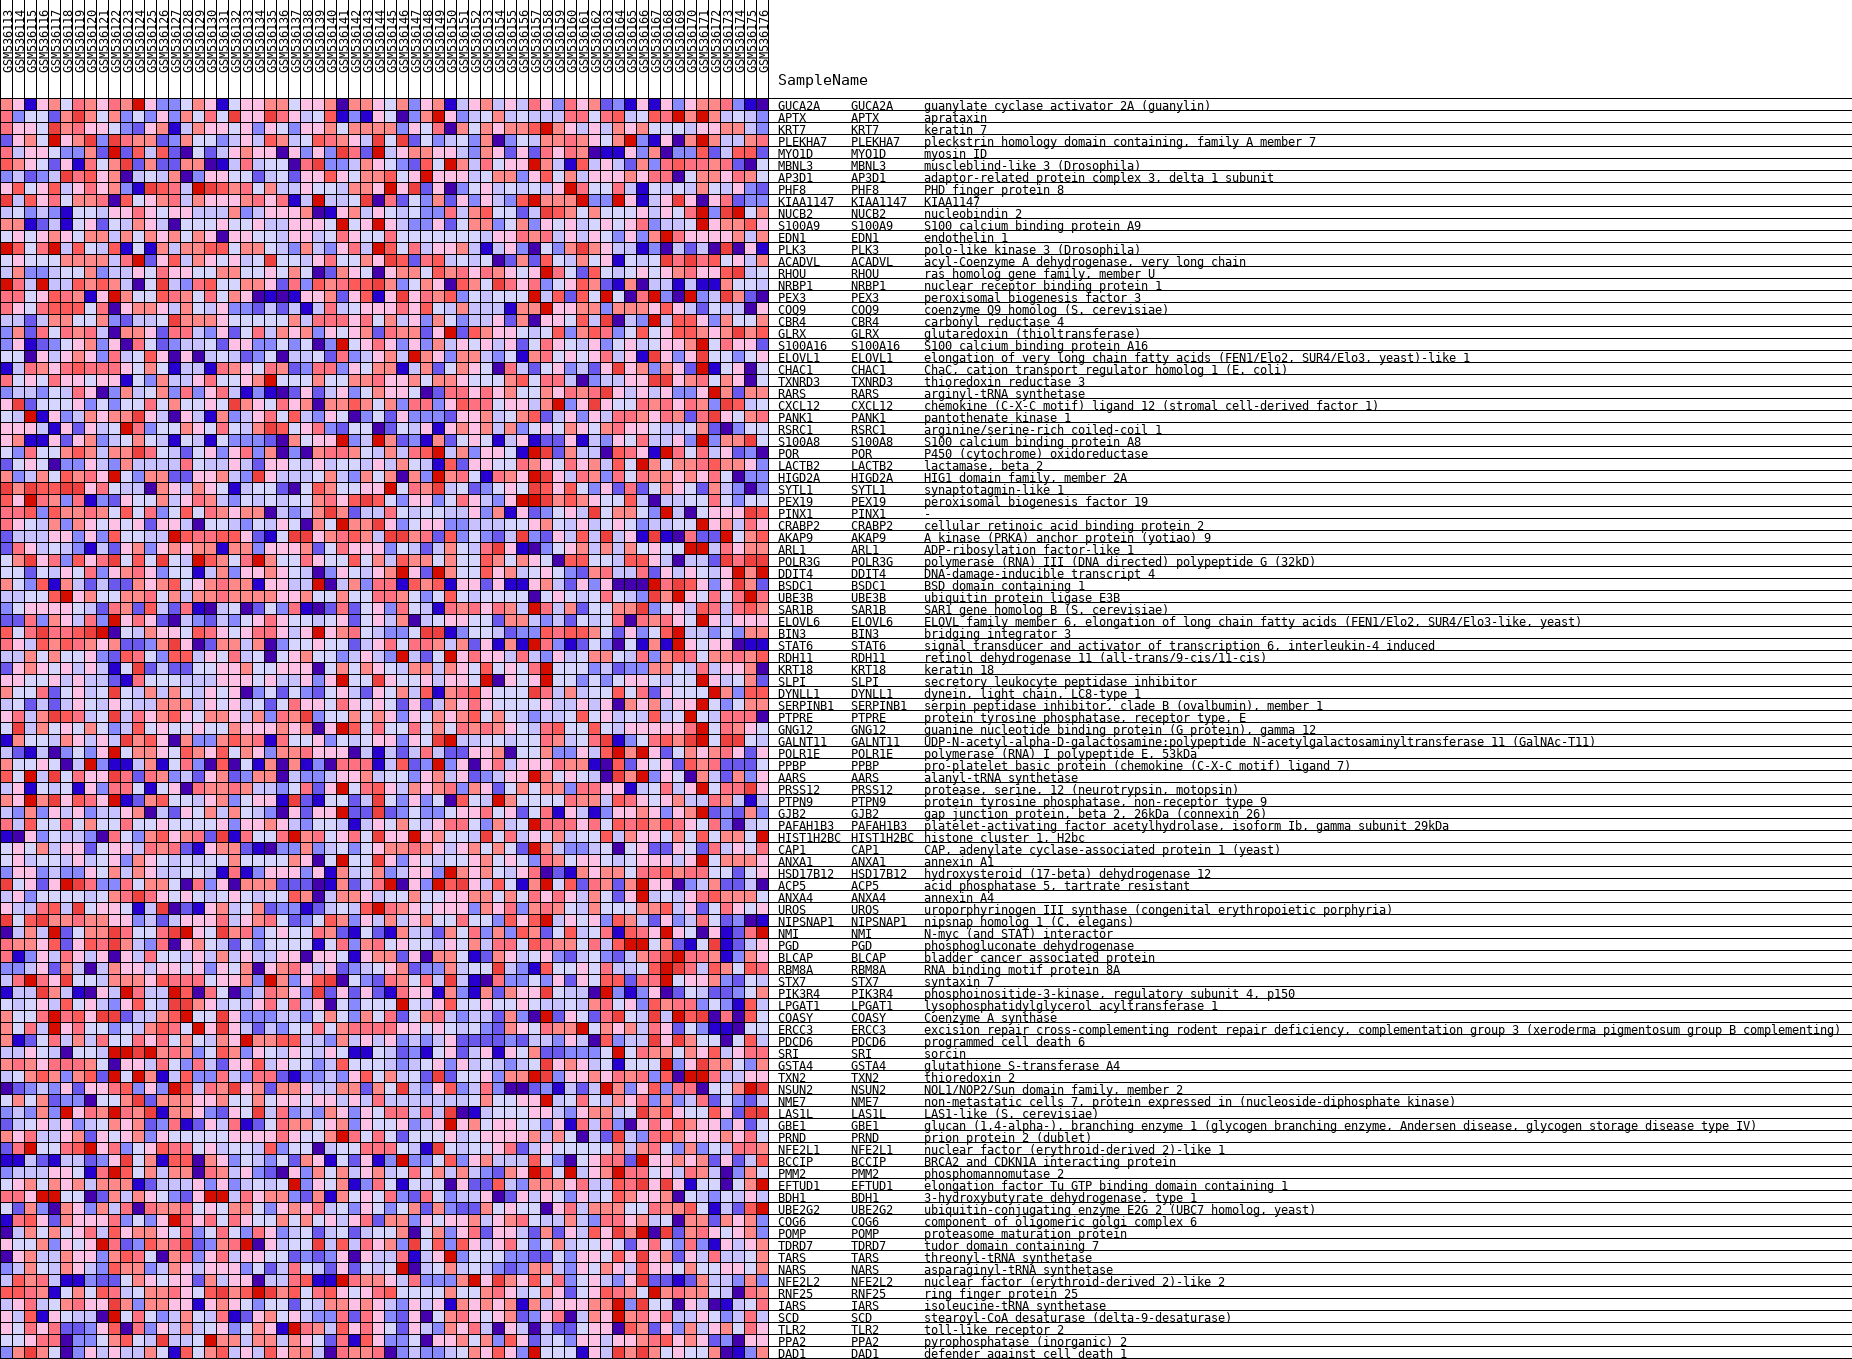 GSM536113
GSM536114
GSM536115
GSM536116
GSM536117
GSM536118
GSM536119
GSM536120
GSM536121
GSM536122
GSM536123
GSM536124
GSM536125
GSM536126
GSM536127
GSM536128
GSM536129
GSM536130
GSM536131
GSM536132
GSM536133
GSM536134
GSM536135
GSM536136
GSM536137
GSM536138
GSM536139
GSM536140
GSM536141
GSM536142
GSM536143
GSM536144
GSM536145
GSM536146
GSM536147
GSM536148
GSM536149
GSM536150
GSM536151
GSM536152
GSM536153
GSM536154
GSM536155
GSM536156
GSM536157
GSM536158
GSM536159
GSM536160
GSM536161
GSM536162
GSM536163
GSM536164
GSM536165
GSM536166
GSM536167
GSM536168
GSM536169
GSM536170
GSM536171
GSM536172
GSM536173
GSM536174
GSM536175
GSM536176
SampleName
GUCA2A GUCA2A guanylate cyclase activator 2A (guanylin)
APTX APTX aprataxin
KRT7 KRT7 keratin 7
PLEKHA7 PLEKHA7 pleckstrin homology domain containing, family A member 7
MYO1D MYO1D myosin ID
MBNL3 MBNL3 muscleblind-like 3 (Drosophila)
AP3D1 AP3D1 adaptor-related protein complex 3, delta 1 subunit
PHF8 PHF8 PHD finger protein 8
KIAA1147 KIAA1147 KIAA1147
NUCB2 NUCB2 nucleobindin 2
S100A9 S100A9 S100 calcium binding protein A9
EDN1 EDN1 endothelin 1
PLK3 PLK3 polo-like kinase 3 (Drosophila)
ACADVL ACADVL acyl-Coenzyme A dehydrogenase, very long chain
RHOU RHOU ras homolog gene family, member U
NRBP1 NRBP1 nuclear receptor binding protein 1
PEX3 PEX3 peroxisomal biogenesis factor 3
COQ9 COQ9 coenzyme Q9 homolog (S. cerevisiae)
CBR4 CBR4 carbonyl reductase 4
GLRX GLRX glutaredoxin (thioltransferase)
S100A16 S100A16 S100 calcium binding protein A16
ELOVL1 ELOVL1 elongation of very long chain fatty acids (FEN1/Elo2, SUR4/Elo3, yeast)-like 1
CHAC1 CHAC1 ChaC, cation transport regulator homolog 1 (E. coli)
TXNRD3 TXNRD3 thioredoxin reductase 3
RARS RARS arginyl-tRNA synthetase
CXCL12 CXCL12 chemokine (C-X-C motif) ligand 12 (stromal cell-derived factor 1)
PANK1 PANK1 pantothenate kinase 1
RSRC1 RSRC1 arginine/serine-rich coiled-coil 1
S100A8 S100A8 S100 calcium binding protein A8
POR POR P450 (cytochrome) oxidoreductase
LACTB2 LACTB2 lactamase, beta 2
HIGD2A HIGD2A HIG1 domain family, member 2A
SYTL1 SYTL1 synaptotagmin-like 1
PEX19 PEX19 peroxisomal biogenesis factor 19
PINX1 PINX1 -
CRABP2 CRABP2 cellular retinoic acid binding protein 2
AKAP9 AKAP9 A kinase (PRKA) anchor protein (yotiao) 9
ARL1 ARL1 ADP-ribosylation factor-like 1
POLR3G POLR3G polymerase (RNA) III (DNA directed) polypeptide G (32kD)
DDIT4 DDIT4 DNA-damage-inducible transcript 4
BSDC1 BSDC1 BSD domain containing 1
UBE3B UBE3B ubiquitin protein ligase E3B
SAR1B SAR1B SAR1 gene homolog B (S. cerevisiae)
ELOVL6 ELOVL6 ELOVL family member 6, elongation of long chain fatty acids (FEN1/Elo2, SUR4/Elo3-like, yeast)
BIN3 BIN3 bridging integrator 3
STAT6 STAT6 signal transducer and activator of transcription 6, interleukin-4 induced
RDH11 RDH11 retinol dehydrogenase 11 (all-trans/9-cis/11-cis)
KRT18 KRT18 keratin 18
SLPI SLPI secretory leukocyte peptidase inhibitor
DYNLL1 DYNLL1 dynein, light chain, LC8-type 1
SERPINB1 SERPINB1 serpin peptidase inhibitor, clade B (ovalbumin), member 1
PTPRE PTPRE protein tyrosine phosphatase, receptor type, E
GNG12 GNG12 guanine nucleotide binding protein (G protein), gamma 12
GALNT11 GALNT11 UDP-N-acetyl-alpha-D-galactosamine:polypeptide N-acetylgalactosaminyltransferase 11 (GalNAc-T11)
POLR1E POLR1E polymerase (RNA) I polypeptide E, 53kDa
PPBP PPBP pro-platelet basic protein (chemokine (C-X-C motif) ligand 7)
AARS AARS alanyl-tRNA synthetase
PRSS12 PRSS12 protease, serine, 12 (neurotrypsin, motopsin)
PTPN9 PTPN9 protein tyrosine phosphatase, non-receptor type 9
GJB2 GJB2 gap junction protein, beta 2, 26kDa (connexin 26)
PAFAH1B3 PAFAH1B3 platelet-activating factor acetylhydrolase, isoform Ib, gamma subunit 29kDa
HIST1H2BC HIST1H2BC histone cluster 1, H2bc
CAP1 CAP1 CAP, adenylate cyclase-associated protein 1 (yeast)
ANXA1 ANXA1 annexin A1
HSD17B12 HSD17B12 hydroxysteroid (17-beta) dehydrogenase 12
ACP5 ACP5 acid phosphatase 5, tartrate resistant
ANXA4 ANXA4 annexin A4
UROS UROS uroporphyrinogen III synthase (congenital erythropoietic porphyria)
NIPSNAP1 NIPSNAP1 nipsnap homolog 1 (C. elegans)
NMI NMI N-myc (and STAT) interactor
PGD PGD phosphogluconate dehydrogenase
BLCAP BLCAP bladder cancer associated protein
RBM8A RBM8A RNA binding motif protein 8A
STX7 STX7 syntaxin 7
PIK3R4 PIK3R4 phosphoinositide-3-kinase, regulatory subunit 4, p150
LPGAT1 LPGAT1 lysophosphatidylglycerol acyltransferase 1
COASY COASY Coenzyme A synthase
ERCC3 ERCC3 excision repair cross-complementing rodent repair deficiency, complementation group 3 (xeroderma pigmentosum group B complementing)
PDCD6 PDCD6 programmed cell death 6
SRI SRI sorcin
GSTA4 GSTA4 glutathione S-transferase A4
TXN2 TXN2 thioredoxin 2
NSUN2 NSUN2 NOL1/NOP2/Sun domain family, member 2
NME7 NME7 non-metastatic cells 7, protein expressed in (nucleoside-diphosphate kinase)
LAS1L LAS1L LAS1-like (S. cerevisiae)
GBE1 GBE1 glucan (1,4-alpha-), branching enzyme 1 (glycogen branching enzyme, Andersen disease, glycogen storage disease type IV)
PRND PRND prion protein 2 (dublet)
NFE2L1 NFE2L1 nuclear factor (erythroid-derived 2)-like 1
BCCIP BCCIP BRCA2 and CDKN1A interacting protein
PMM2 PMM2 phosphomannomutase 2
EFTUD1 EFTUD1 elongation factor Tu GTP binding domain containing 1
BDH1 BDH1 3-hydroxybutyrate dehydrogenase, type 1
UBE2G2 UBE2G2 ubiquitin-conjugating enzyme E2G 2 (UBC7 homolog, yeast)
COG6 COG6 component of oligomeric golgi complex 6
POMP POMP proteasome maturation protein
TDRD7 TDRD7 tudor domain containing 7
TARS TARS threonyl-tRNA synthetase
NARS NARS asparaginyl-tRNA synthetase
NFE2L2 NFE2L2 nuclear factor (erythroid-derived 2)-like 2
RNF25 RNF25 ring finger protein 25
IARS IARS isoleucine-tRNA synthetase
SCD SCD stearoyl-CoA desaturase (delta-9-desaturase)
TLR2 TLR2 toll-like receptor 2
PPA2 PPA2 pyrophosphatase (inorganic) 2
DAD1 DAD1 defender against cell death 1